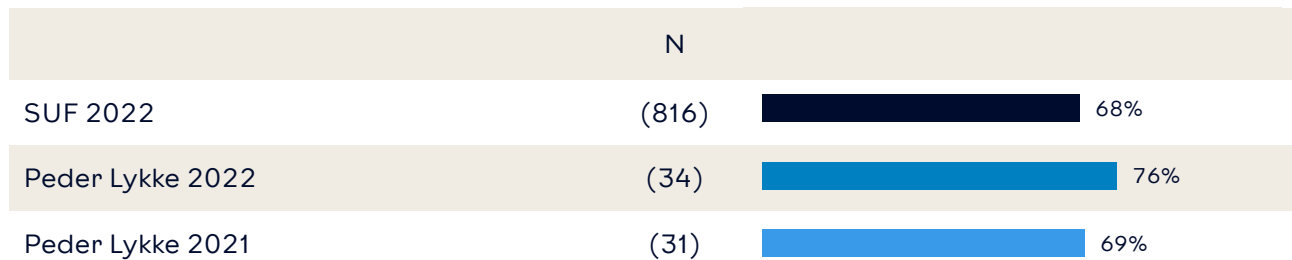 N
SUF 2022 (816) 68%
Peder Lykke 2022 (34) 76%
Peder Lykke 2021 (31) 69%